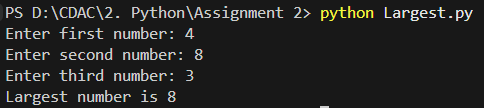 PS D:\CDAC\2. Python\Assignment 2> python Largest.py
Enter first number: 4
Enter second number: 8
Enter third number: 3
Largest number is 8